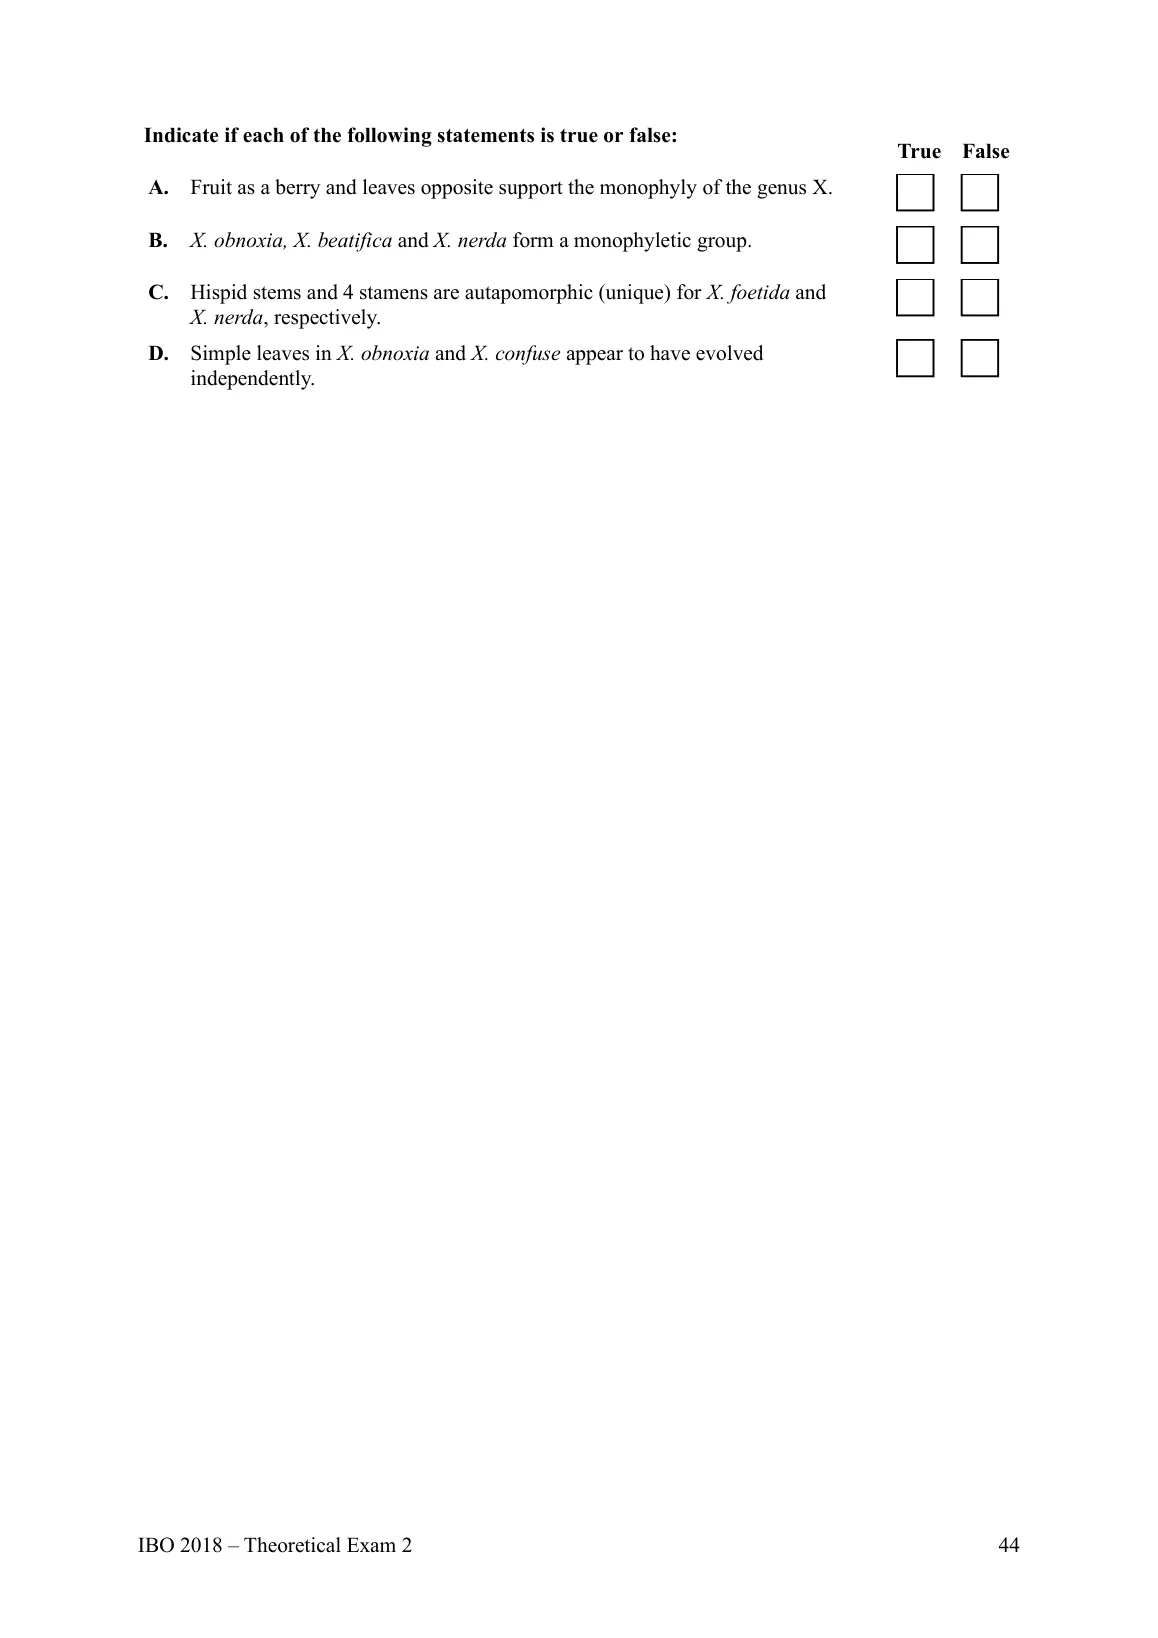 Indicate if each of the following statements is true or false:
True False
A. Fruit as a berry and leaves opposite support the monophyly of the genus X.
B. X. obnoxia, X. beatifica and X. nerda form a monophyletic group.
C. Hispid stems and 4 stamens are autapomorphic (unique) for X. foetida and
X. nerda, respectively.
D. Simple leaves in X. obnoxia and X. confuse appear to have evolved
independently.
IBO 2018 – Theoretical Exam 2 44